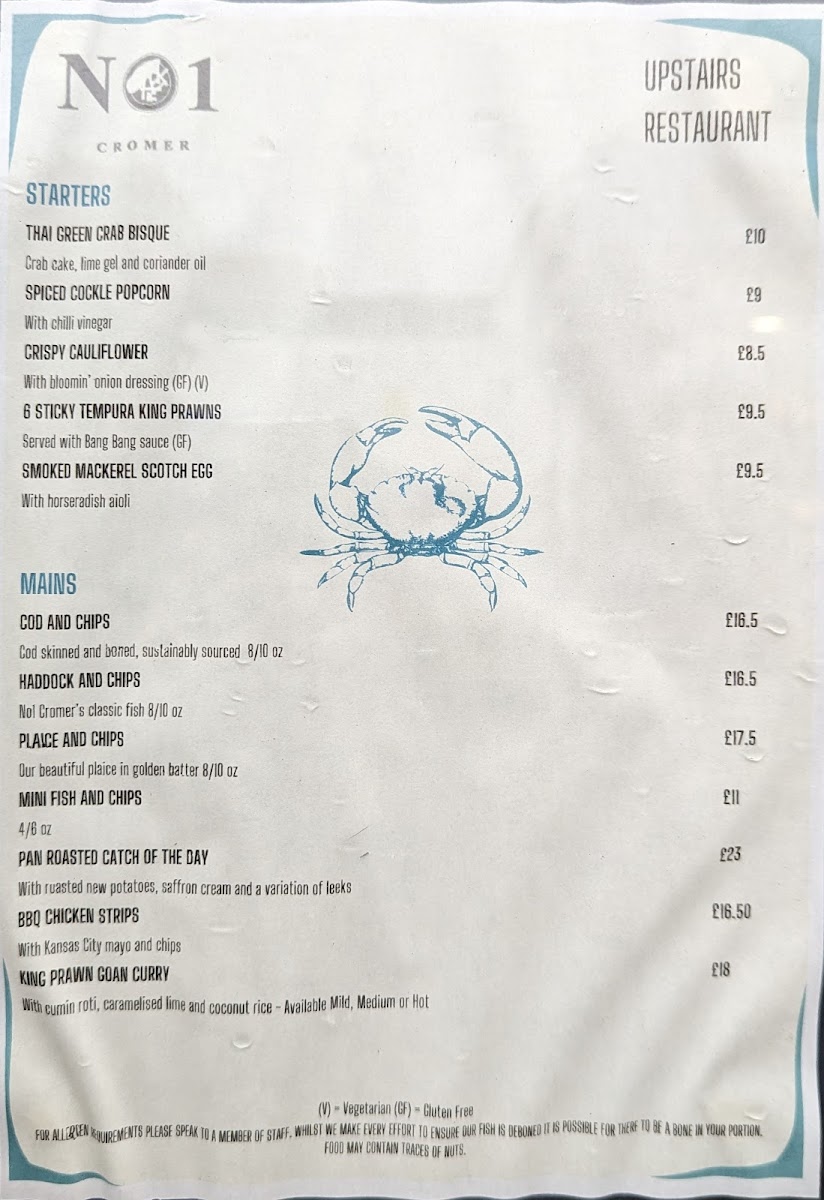 NO1
CROMER
UPSTAIRS
RESTAURANT
STARTERS
THAI GREEN CRAB BISQUE £10
Crab cake, lime gel and coriander oil
SPICED COCKLE POPCORN £9
With chilli vinegar
CRISPY CAULIFLOWER £8.5
With bloomin' onion dressing (GF) (V)
6 STICKY TEMPURA KING PRAWNS £9.5
Served with Bang Bang sauce (GF)
SMOKED MACKEREL SCOTCH EGG £9.5
With horseradish aioli
MAINS
COD AND CHIPS £16.5
Cod skinned and boned, sustainably sourced 8/10 oz
HADDOCK AND CHIPS £16.5
No1 Cromer's classic fish 8/10 oz
PLAICE AND CHIPS £17.5
Our beautiful plaice in golden batter 8/10 oz
MINI FISH AND CHIPS £11
4/6 oz
PAN ROASTED CATCH OF THE DAY £23
With roasted new potatoes, saffron cream and a variation of leeks
BBQ CHICKEN STRIPS £16.50
With Kansas City mayo and chips
KING PRAWN GOAN CURRY £18
With cumin roti, caramelised lime and coconut rice - Available Mild, Medium or Hot
(V) = Vegetarian (GF) = Gluten Free
FOR ALLERGEN REQUIREMENTS PLEASE SPEAK TO A MEMBER OF STAFF. WHILST WE MAKE EVERY EFFORT TO ENSURE OUR FISH IS DEBONED IT IS POSSIBLE FOR THERE TO BE A BONE IN YOUR PORTION.
FOOD MAY CONTAIN TRACES OF NUTS.